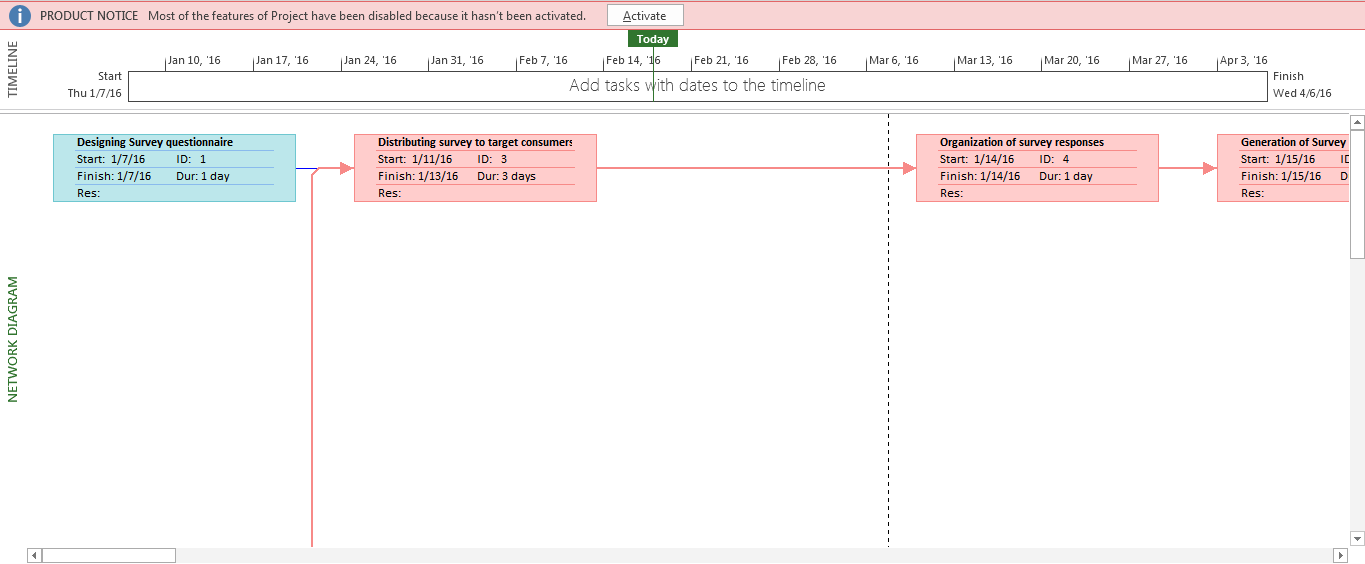 PRODUCT NOTICE Most of the features of Project have been disabled because it hasn't been activated. Activate
TIMELINE
Today
Jan 10, '16 Jan 17, '16 Jan 24, '16 Jan 31, '16 Feb 7, '16 Feb 14, '16 Feb 21, '16 Feb 28, '16 Mar 6, '16 Mar 13, '16 Mar 20, '16 Mar 27, '16 Apr 3, '16
Start
Thu 1/7/16
Add tasks with dates to the timeline
Finish
Wed 4/6/16
NETWORK DIAGRAM
Designing Survey questionnaire
Start: 1/7/16 ID: 1
Finish: 1/7/16 Dur: 1 day
Res:
Distributing survey to target consumers
Start: 1/11/16 ID: 3
Finish: 1/13/16 Dur: 3 days
Res:
Organization of survey responses
Start: 1/14/16 ID: 4
Finish: 1/14/16 Dur: 1 day
Res:
Generation of Survey
Start: 1/15/16 ID
Finish: 1/15/16 D
Res: